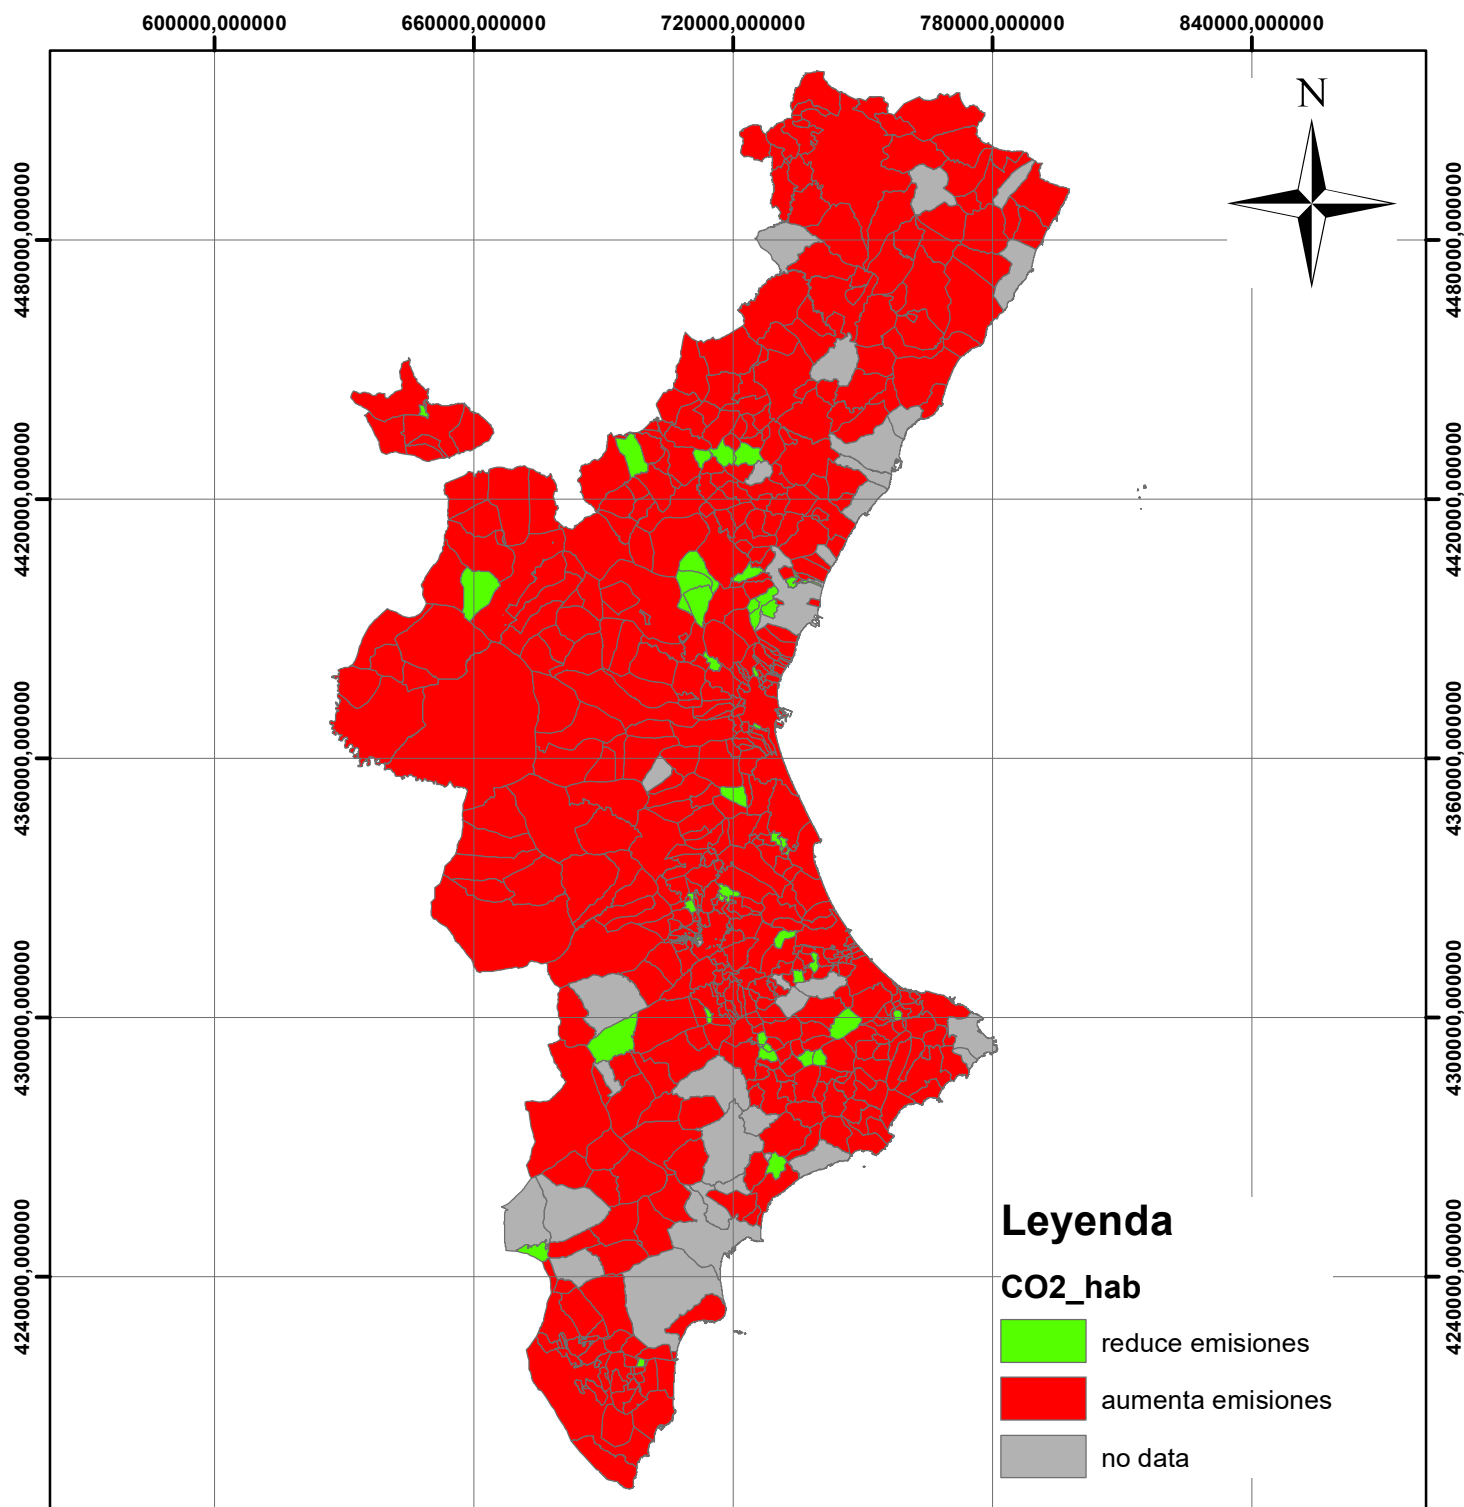 600000,000000 660000,000000 720000,000000 780000,000000 840000,000000
N
4480000,000000 4480000,000000
4420000,000000 4420000,000000
4360000,000000 4360000,000000
4300000,000000 4300000,000000
4240000,000000 4240000,000000
Leyenda
CO2_hab
reduce emisiones
aumenta emisiones
no data